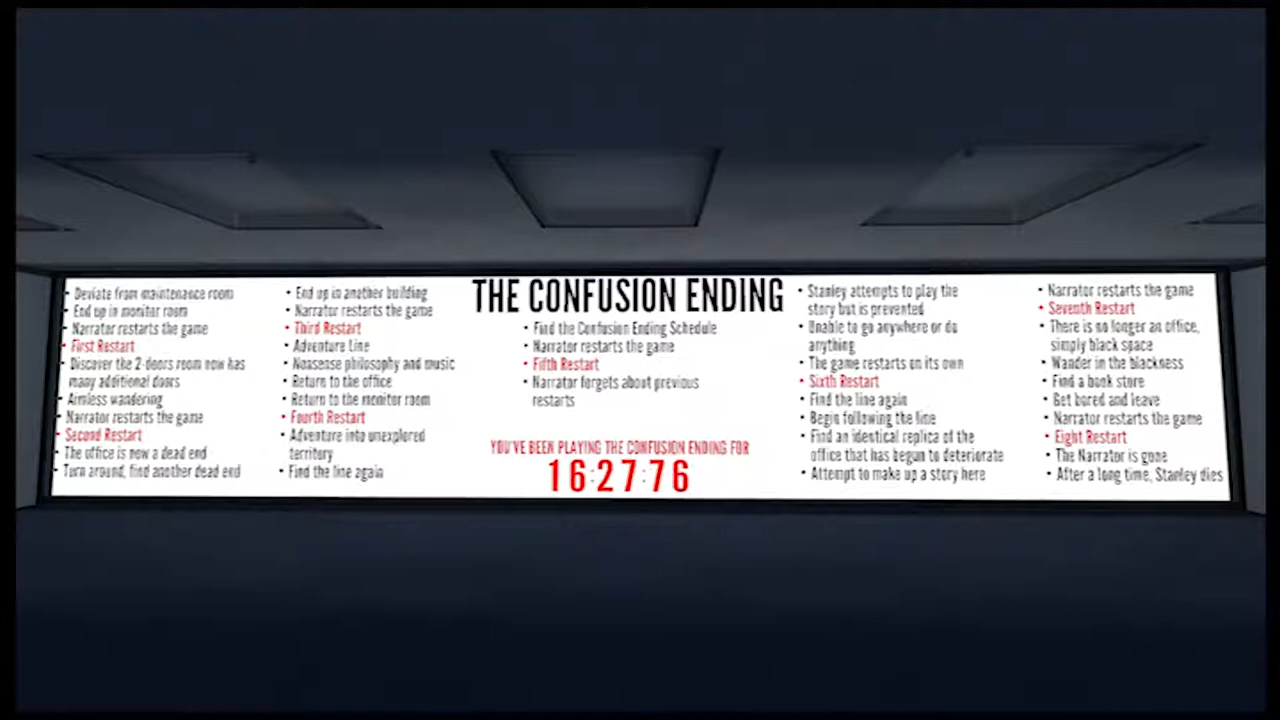 • Deviate from maintenance room
• End up in monitor room
• Narrator restarts the game
• First Restart
• Discover the 2-doors room now has
many additional doors
• Aimless wandering
• Narrator restarts the game
• Second Restart
• The office is now a dead end
• Turn around, find another dead end
• End up in another building
• Narrator restarts the game
• Third Restart
• Adventure Line
• Nonsense philosophy and music
• Return to the office
• Return to the monitor room
• Fourth Restart
• Adventure into unexplored
territory
• Find the line again
THE CONFUSION ENDING
• Find the Confusion Ending Schedule
• Narrator restarts the game
• Fifth Restart
• Narrator forgets about previous
restarts
YOU'VE BEEN PLAYING THE CONFUSION ENDING FOR
16:27:76
• Stanley attempts to play the
story but is prevented
• Unable to go anywhere or do
anything
• The game restarts on its own
• Sixth Restart
• Find the line again
• Begin following the line
• Find an identical replica of the
office that has begun to deteriorate
• Attempt to make up a story here
• Narrator restarts the game
• Seventh Restart
• There is no longer an office,
simply black space
• Wander in the blackness
• Find a book store
• Get bored and leave
• Narrator restarts the game
• Eight Restart
• The Narrator is gone
• After a long time, Stanley dies